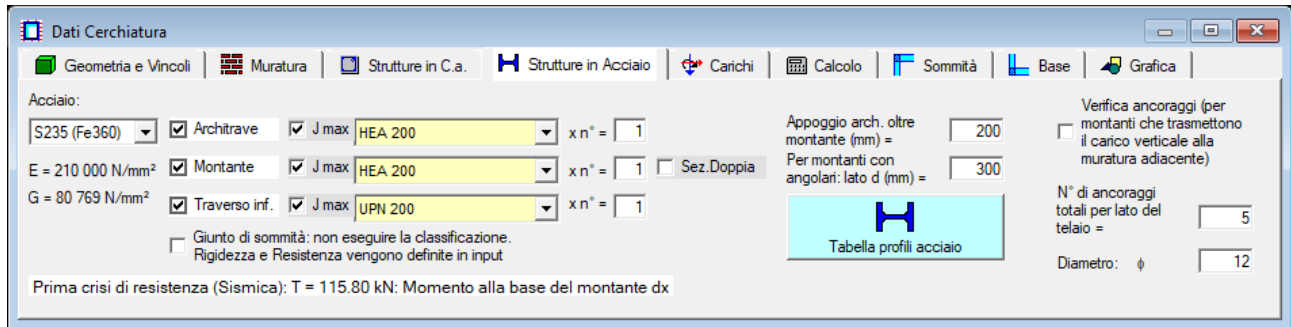 Dati Cerchiatura
Geometria e Vincoli
Muratura
Strutture in C.a.
Strutture in Acciaio
Carichi
Calcolo
Sommità
Base
Grafica
Acciaio:
S235 (Fe360)
E = 210 000 N/mm²
G = 80 769 N/mm²
Architrave J max HEA 200 x n° = 1
Montante J max HEA 200 x n° = 1 Sez.Doppia
Traverso inf. J max UPN 200 x n° = 1
Giunto di sommità: non eseguire la classificazione.
Rigidezza e Resistenza vengono definite in input
Prima crisi di resistenza (Sismica): T = 115.80 kN: Momento alla base del montante dx
Appoggio arch. oltre
montante (mm) = 200
Per montanti con
angolari: lato d (mm) = 300
Tabella profili acciaio
Verifica ancoraggi (per
montanti che trasmettono
il carico verticale alla
muratura adiacente)
N° di ancoraggi
totali per lato del
telaio = 5
Diametro: ϕ 12